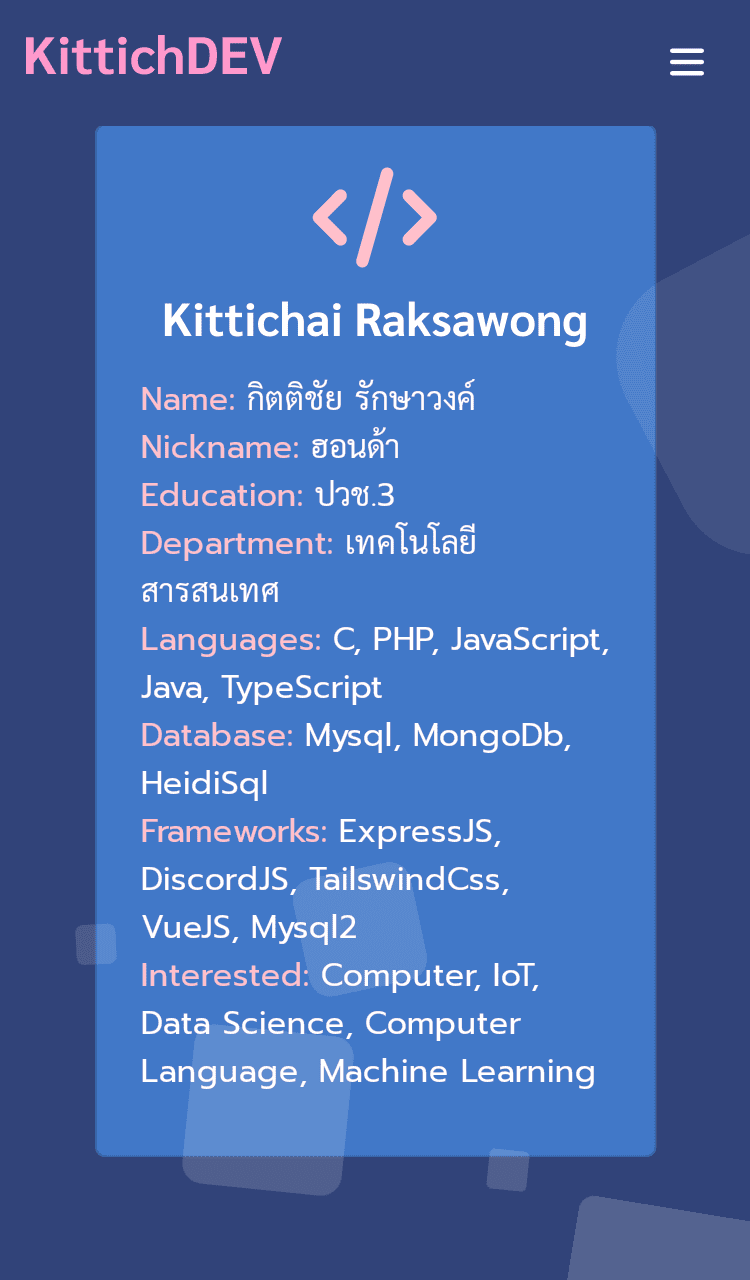 KittichDEV
Kittichai Raksawong
Name: กิตติชัย รักษาวงค์
Nickname: ฮอนด้า
Education: ปวช.3
Department: เทคโนโลยี
สารสนเทศ
Languages: C, PHP, JavaScript,
Java, TypeScript
Database: Mysql, MongoDb,
HeidiSql
Frameworks: ExpressJS,
DiscordJS, TailswindCss,
VueJS, Mysql2
Interested: Computer, IoT,
Data Science, Computer
Language, Machine Learning